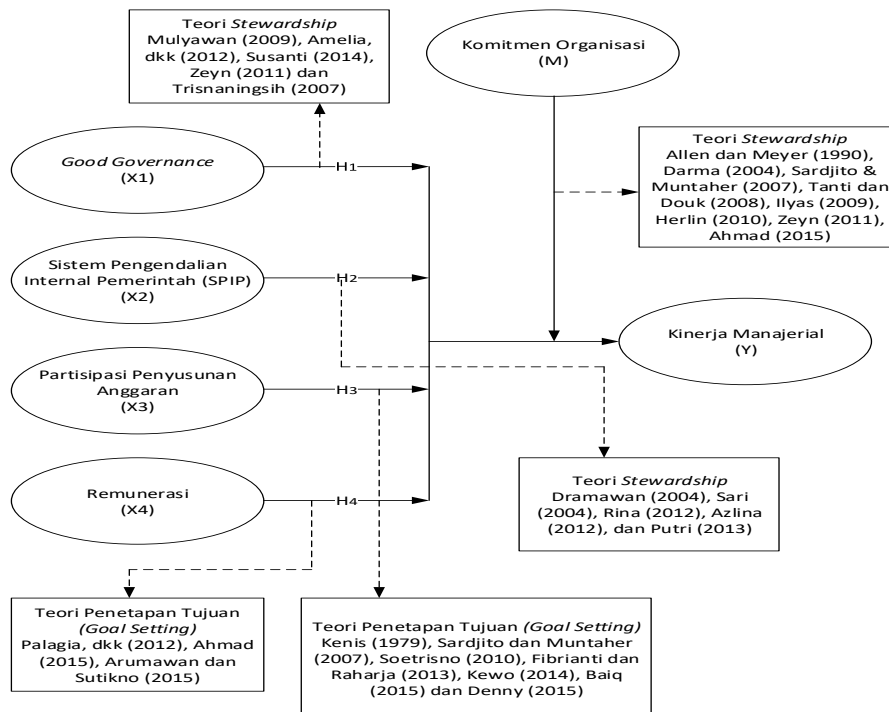 Teori Stewardship
Mulyawan (2009), Amelia,
dkk (2012), Susanti (2014),
Zeyn (2011) dan
Trisnaningsih (2007)
Komitmen Organisasi
(M)
Teori Stewardship
Allen dan Meyer (1990),
Darma (2004), Sardjito &
Muntaher (2007), Tanti dan
Douk (2008), Ilyas (2009),
Herlin (2010), Zeyn (2011),
Ahmad (2015)
Good Governance
(X1)
H1
Sistem Pengendalian
Internal Pemerintah (SPIP)
(X2)
H2
Kinerja Manajerial
(Y)
Partisipasi Penyusunan
Anggaran
(X3)
H3
Remunerasi
(X4)
H4
Teori Stewardship
Dramawan (2004), Sari
(2004), Rina (2012), Azlina
(2012), dan Putri (2013)
Teori Penetapan Tujuan
(Goal Setting)
Palagia, dkk (2012), Ahmad
(2015), Arumawan dan
Sutikno (2015)
Teori Penetapan Tujuan (Goal Setting)
Kenis (1979), Sardjito dan Muntaher
(2007), Soetrisno (2010), Fibrianti dan
Raharja (2013), Kewo (2014), Baiq
(2015) dan Denny (2015)